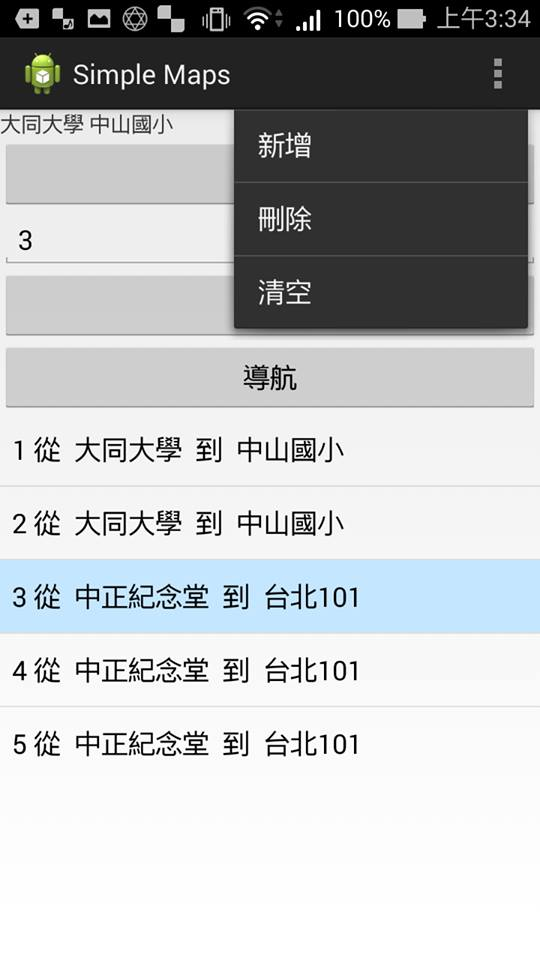 100% 上午3:34
Simple Maps
大同大學 中山國小
新增
3
刪除
清空
導航
1 從 大同大學 到 中山國小
2 從 大同大學 到 中山國小
3 從 中正紀念堂 到 台北101
4 從 中正紀念堂 到 台北101
5 從 中正紀念堂 到 台北101